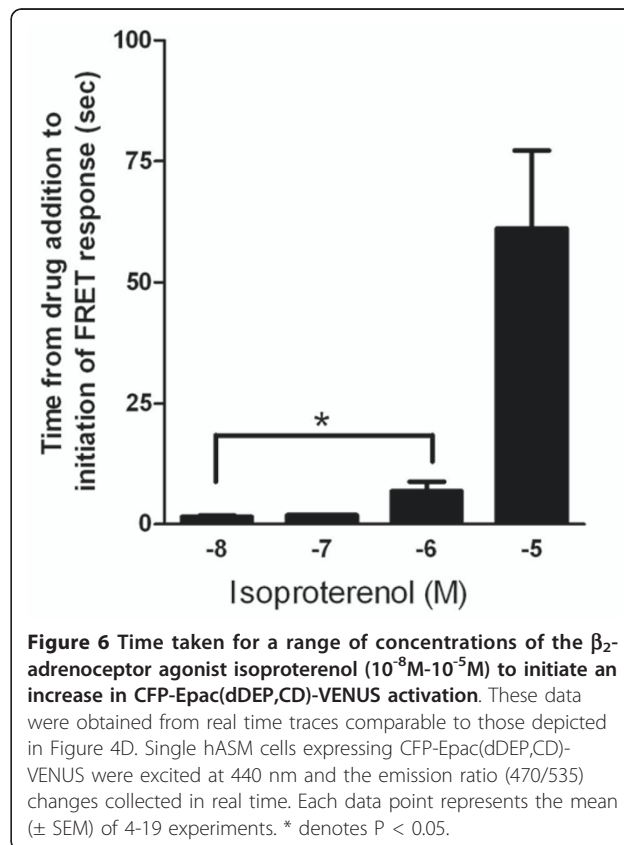 100
75
50
25
0
Time from drug addition to
initiation of FRET response (sec)
*
-8 -7 -6 -5
Isoproterenol (M)
Figure 6 Time taken for a range of concentrations of the β₂-
adrenoceptor agonist isoproterenol (10⁻⁸M-10⁻⁵M) to initiate an
increase in CFP-Epac(dDEP,CD)-VENUS activation. These data
were obtained from real time traces comparable to those depicted
in Figure 4D. Single hASM cells expressing CFP-Epac(dDEP,CD)-
VENUS were excited at 440 nm and the emission ratio (470/535)
changes collected in real time. Each data point represents the mean
(± SEM) of 4-19 experiments. * denotes P < 0.05.